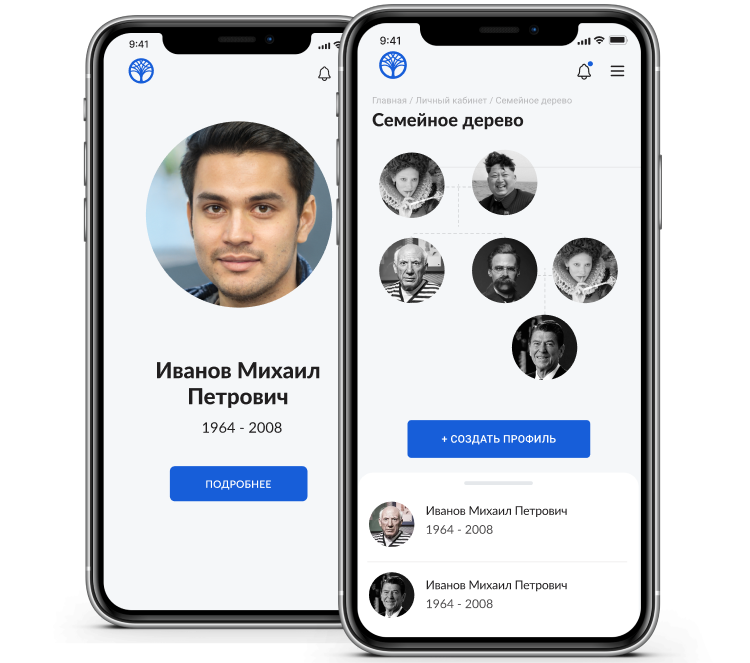 9:41
Иванов Михаил
Петрович
1964 - 2008
ПОДРОБНЕЕ
9:41
Главная / Личный кабинет / Семейное дерево
Семейное дерево
+ СОЗДАТЬ ПРОФИЛЬ
Иванов Михаил Петрович
1964 - 2008
Иванов Михаил Петрович
1964 - 2008